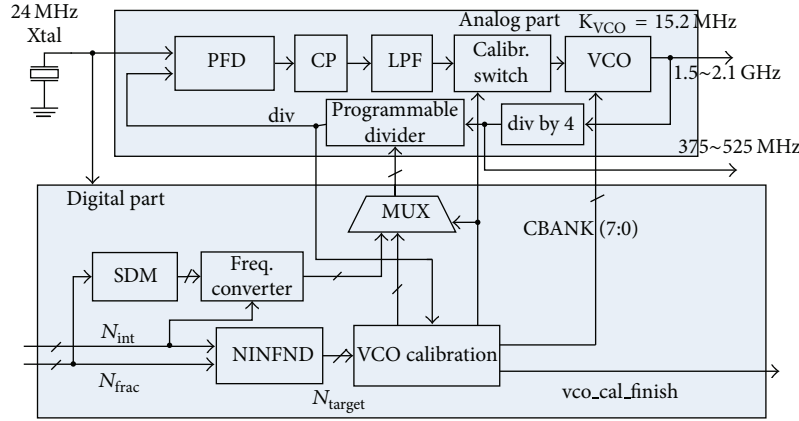 24 MHz
Xtal
Analog part
K_VCO = 15.2 MHz
PFD
CP
LPF
Calibr.
switch
VCO
1.5~2.1 GHz
div
Programmable
divider
div by 4
375~525 MHz
Digital part
MUX
CBANK (7:0)
SDM
Freq.
converter
N_int
NINFND
VCO calibration
N_frac
N_target
vco_cal_finish